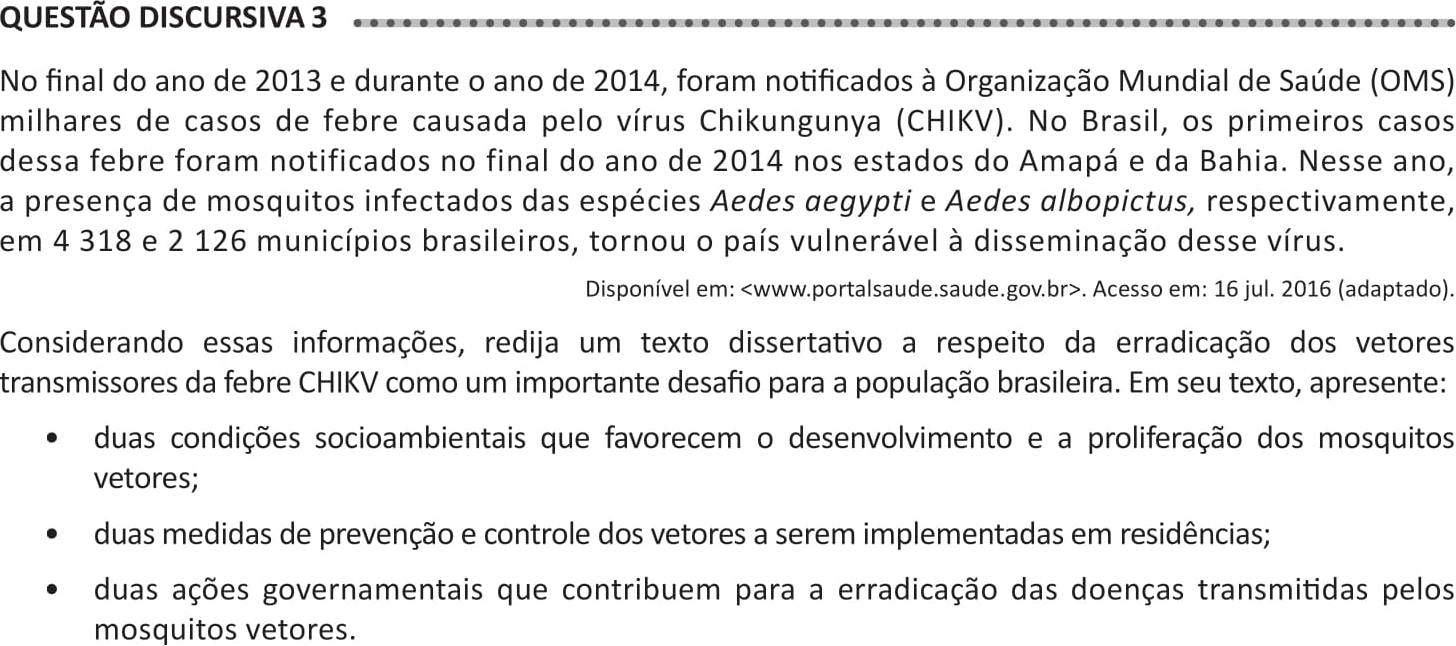 QUESTÃO DISCURSIVA 3
No final do ano de 2013 e durante o ano de 2014, foram notificados à Organização Mundial de Saúde (OMS)
milhares de casos de febre causada pelo vírus Chikungunya (CHIKV). No Brasil, os primeiros casos
dessa febre foram notificados no final do ano de 2014 nos estados do Amapá e da Bahia. Nesse ano,
a presença de mosquitos infectados das espécies Aedes aegypti e Aedes albopictus, respectivamente,
em 4 318 e 2 126 municípios brasileiros, tornou o país vulnerável à disseminação desse vírus.
Disponível em: <www.portalsaude.saude.gov.br>. Acesso em: 16 jul. 2016 (adaptado).
Considerando essas informações, redija um texto dissertativo a respeito da erradicação dos vetores
transmissores da febre CHIKV como um importante desafio para a população brasileira. Em seu texto, apresente:
• duas condições socioambientais que favorecem o desenvolvimento e a proliferação dos mosquitos
vetores;
• duas medidas de prevenção e controle dos vetores a serem implementadas em residências;
• duas ações governamentais que contribuem para a erradicação das doenças transmitidas pelos
mosquitos vetores.